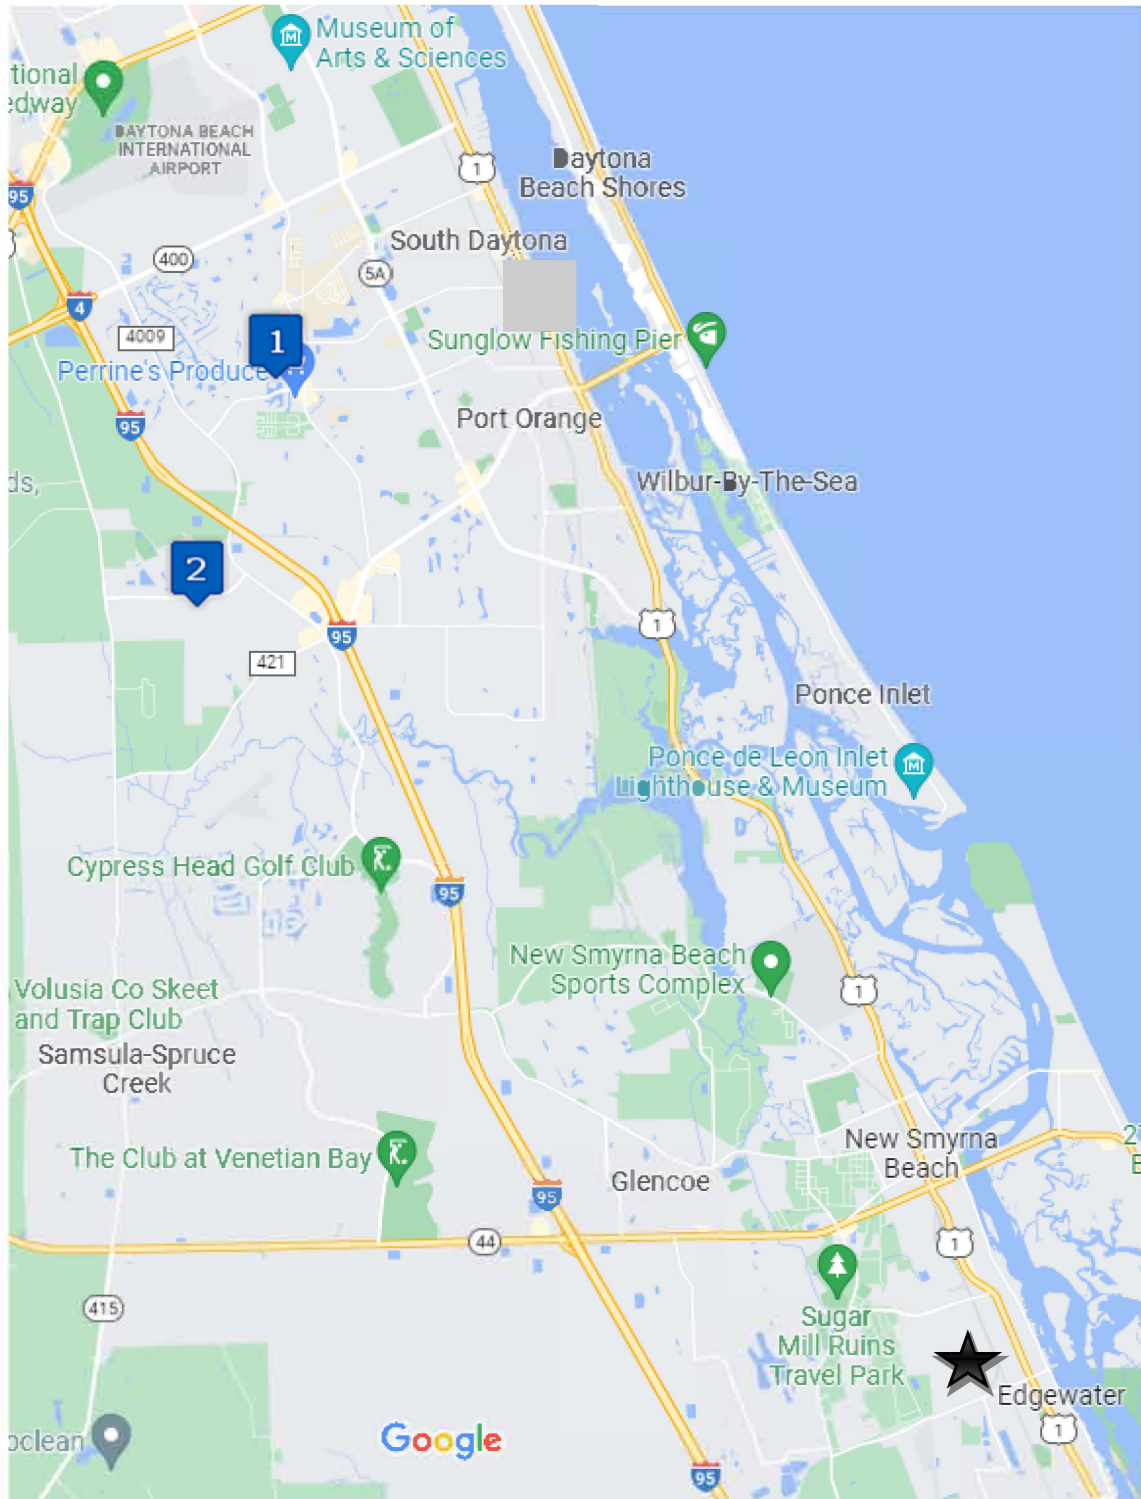 Museum of
Arts & Sciences
tional
edway
DAYTONA BEACH
INTERNATIONAL
AIRPORT
1
Daytona
Beach Shores
95
South Daytona
400
5A
4
4009
1
Sunglow Fishing Pier
Perrine's Produce
Port Orange
95
ds,
Wilbur-By-The-Sea
2
1
95
421
Ponce Inlet
Ponce de Leon Inlet
Lighthouse & Museum
Cypress Head Golf Club
95
New Smyrna Beach
Sports Complex
1
Volusia Co Skeet
and Trap Club
Samsula-Spruce
Creek
New Smyrna
Beach
2
E
The Club at Venetian Bay
Glencoe
95
44
1
415
Sugar
Mill Ruins
Travel Park
Edgewater
1
oclean
Google
95